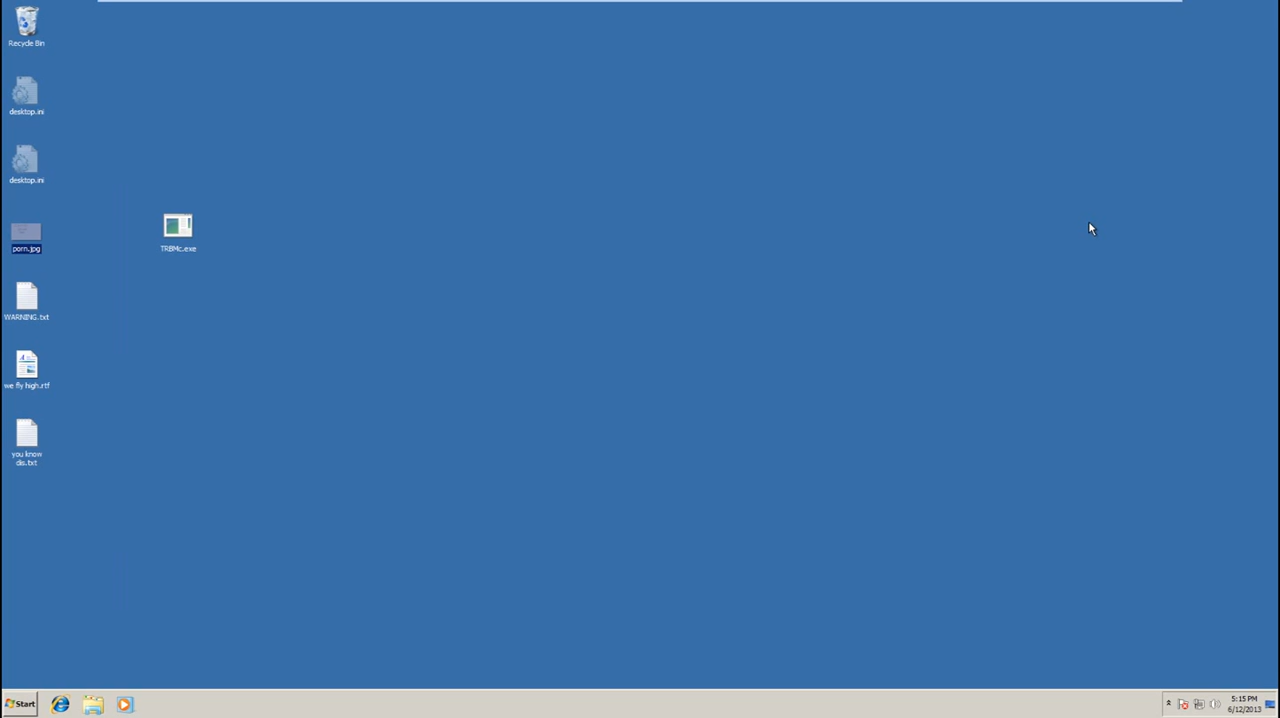 Recycle Bin
desktop.ini
desktop.ini
porn.jpg
TRBMc.exe
WARNING.txt
we fly high.rtf
you know
dis.txt
Start
5:15 PM
6/12/2013